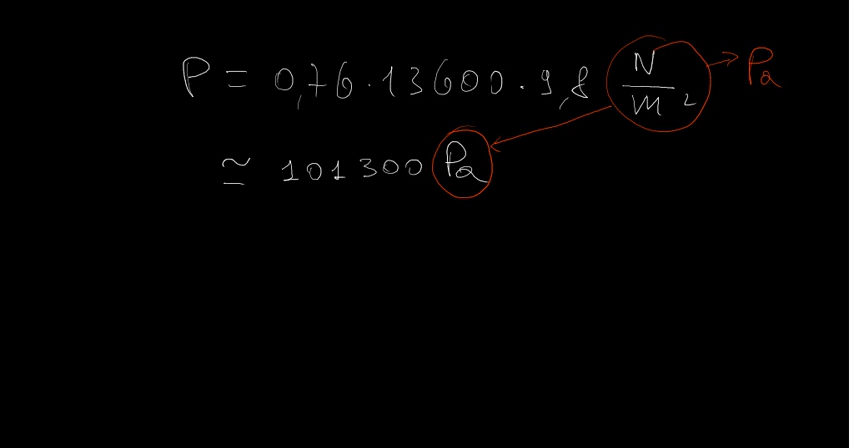 P = 0,76 · 13600 · 9,8 N/m² → Pa
≃ 101300 Pa